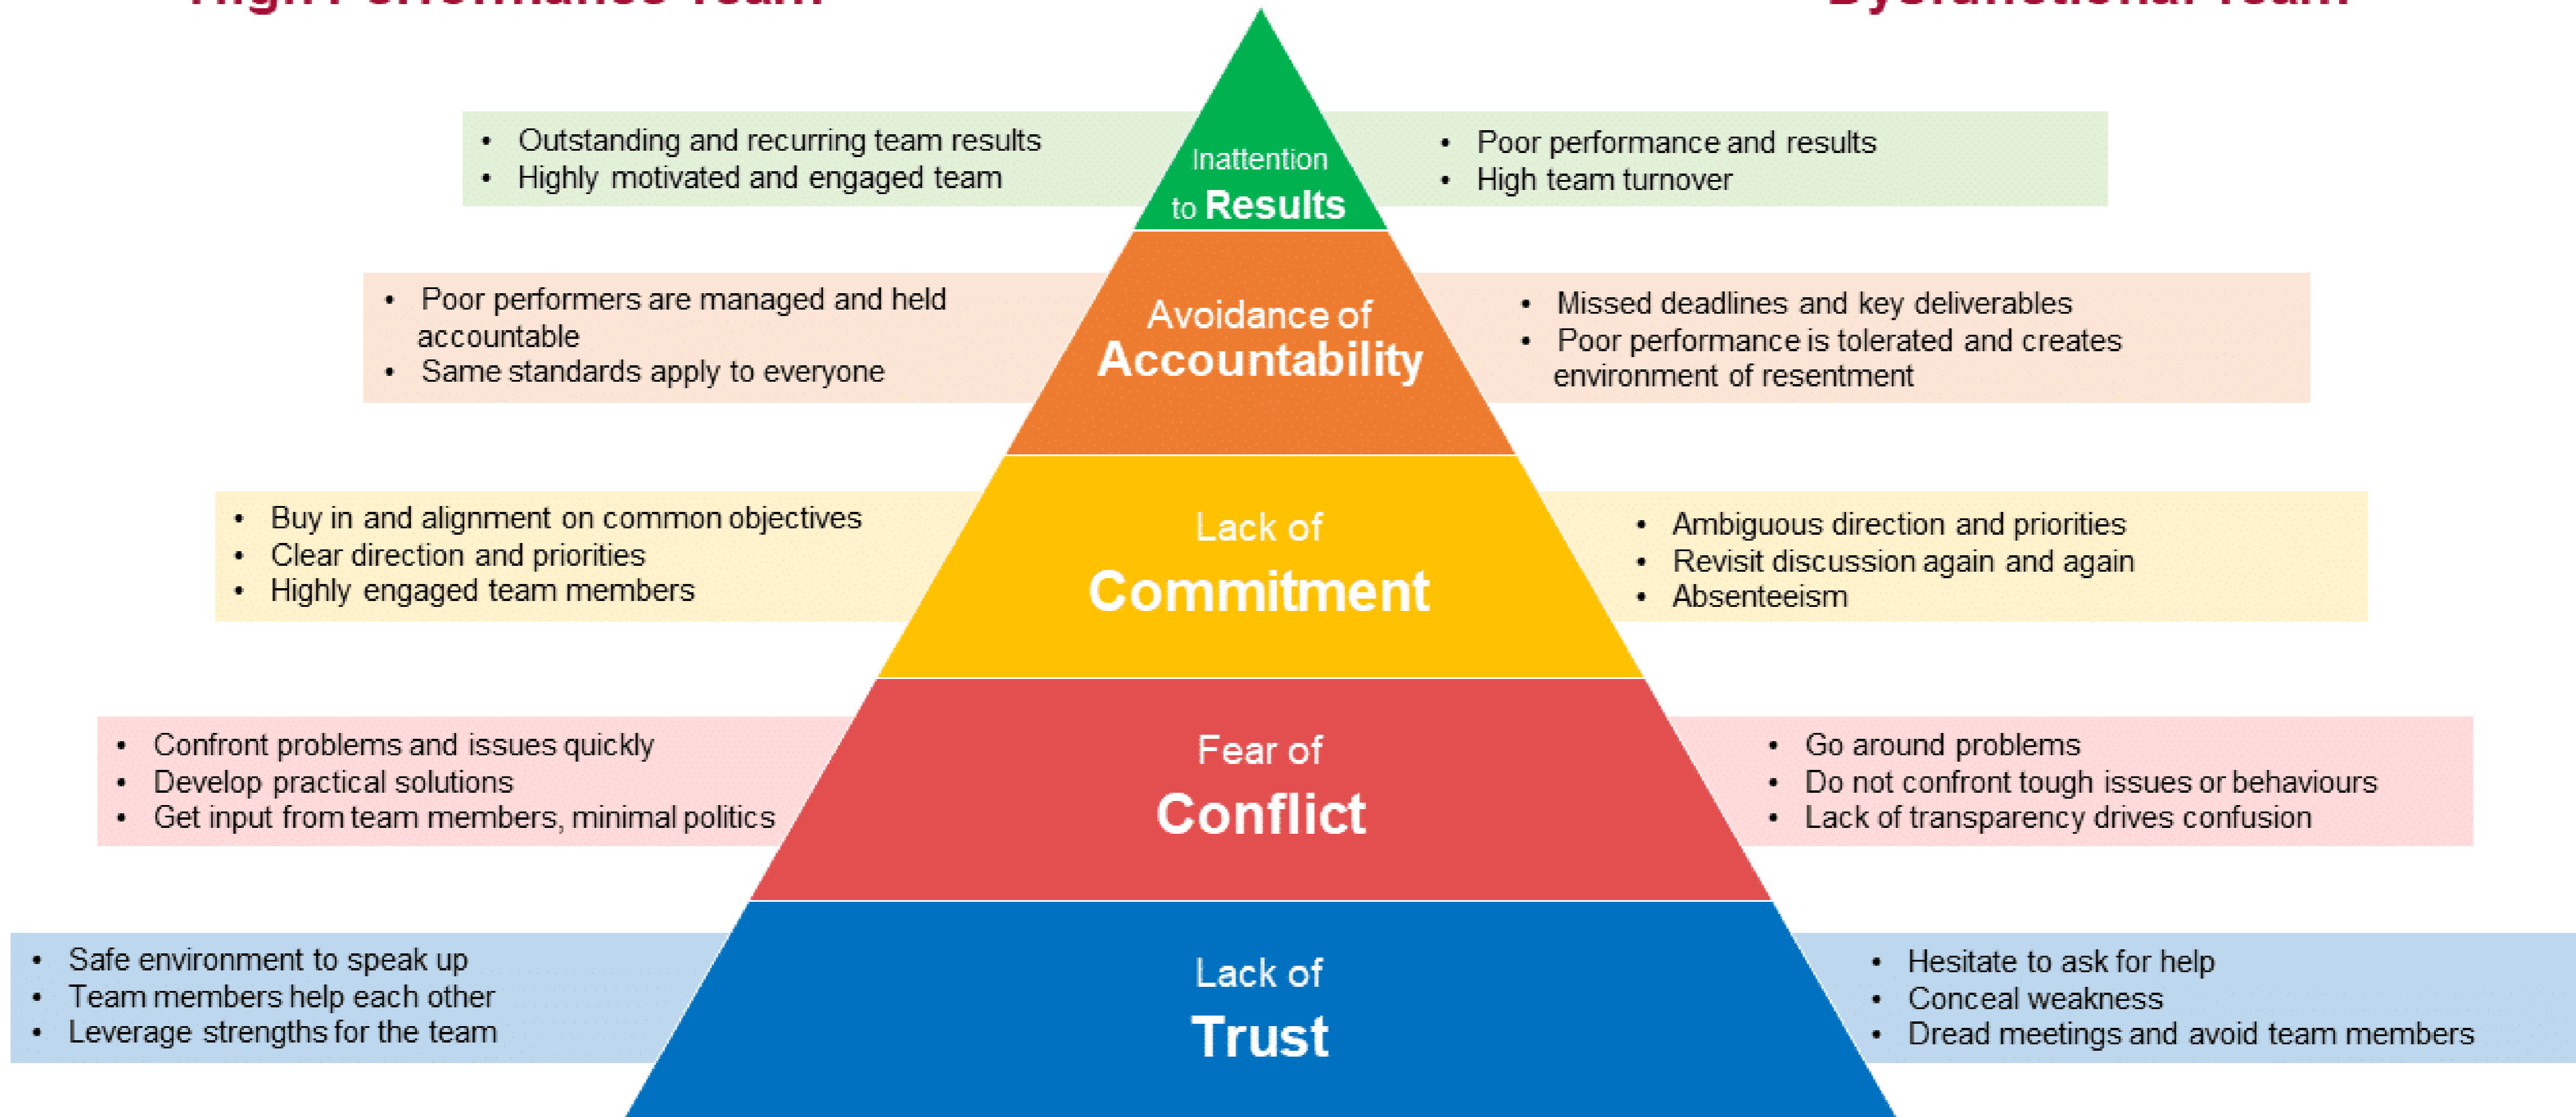 High Performance Team
Dysfunctional Team
• Outstanding and recurring team results
• Highly motivated and engaged team
Inattention
to Results
• Poor performance and results
• High team turnover
• Poor performers are managed and held
accountable
• Same standards apply to everyone
Avoidance of
Accountability
• Missed deadlines and key deliverables
• Poor performance is tolerated and creates
environment of resentment
• Buy in and alignment on common objectives
• Clear direction and priorities
• Highly engaged team members
Lack of
Commitment
• Ambiguous direction and priorities
• Revisit discussion again and again
• Absenteeism
• Confront problems and issues quickly
• Develop practical solutions
• Get input from team members, minimal politics
Fear of
Conflict
• Go around problems
• Do not confront tough issues or behaviours
• Lack of transparency drives confusion
• Safe environment to speak up
• Team members help each other
• Leverage strengths for the team
Lack of
Trust
• Hesitate to ask for help
• Conceal weakness
• Dread meetings and avoid team members